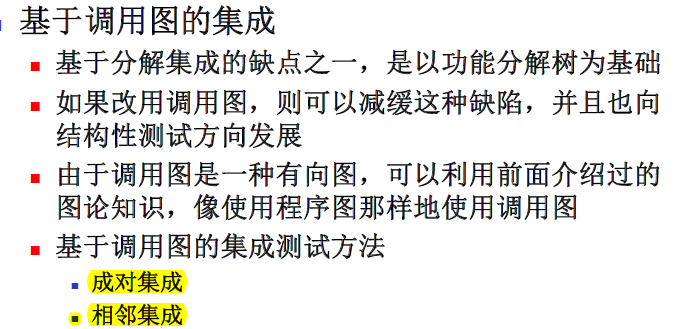 基于调用图的集成
基于分解集成的缺点之一，是以功能分解树为基础
如果改用调用图，则可以减缓这种缺陷，并且也向
结构性测试方向发展
由于调用图是一种有向图，可以利用前面介绍过的
图论知识，像使用程序图那样地使用调用图
基于调用图的集成测试方法
成对集成
相邻集成